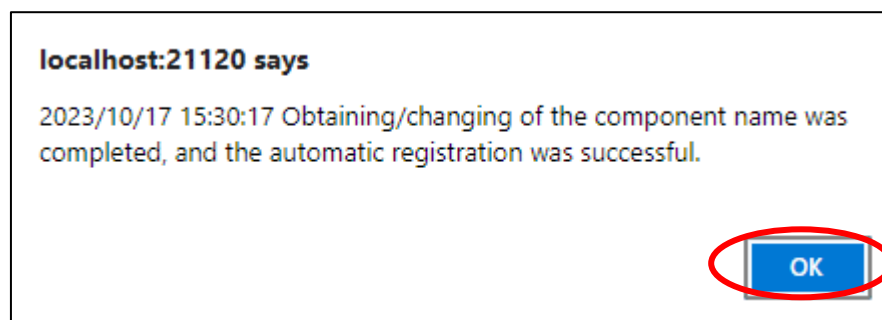 localhost:21120 says
2023/10/17 15:30:17 Obtaining/changing of the component name was
completed, and the automatic registration was successful.
OK